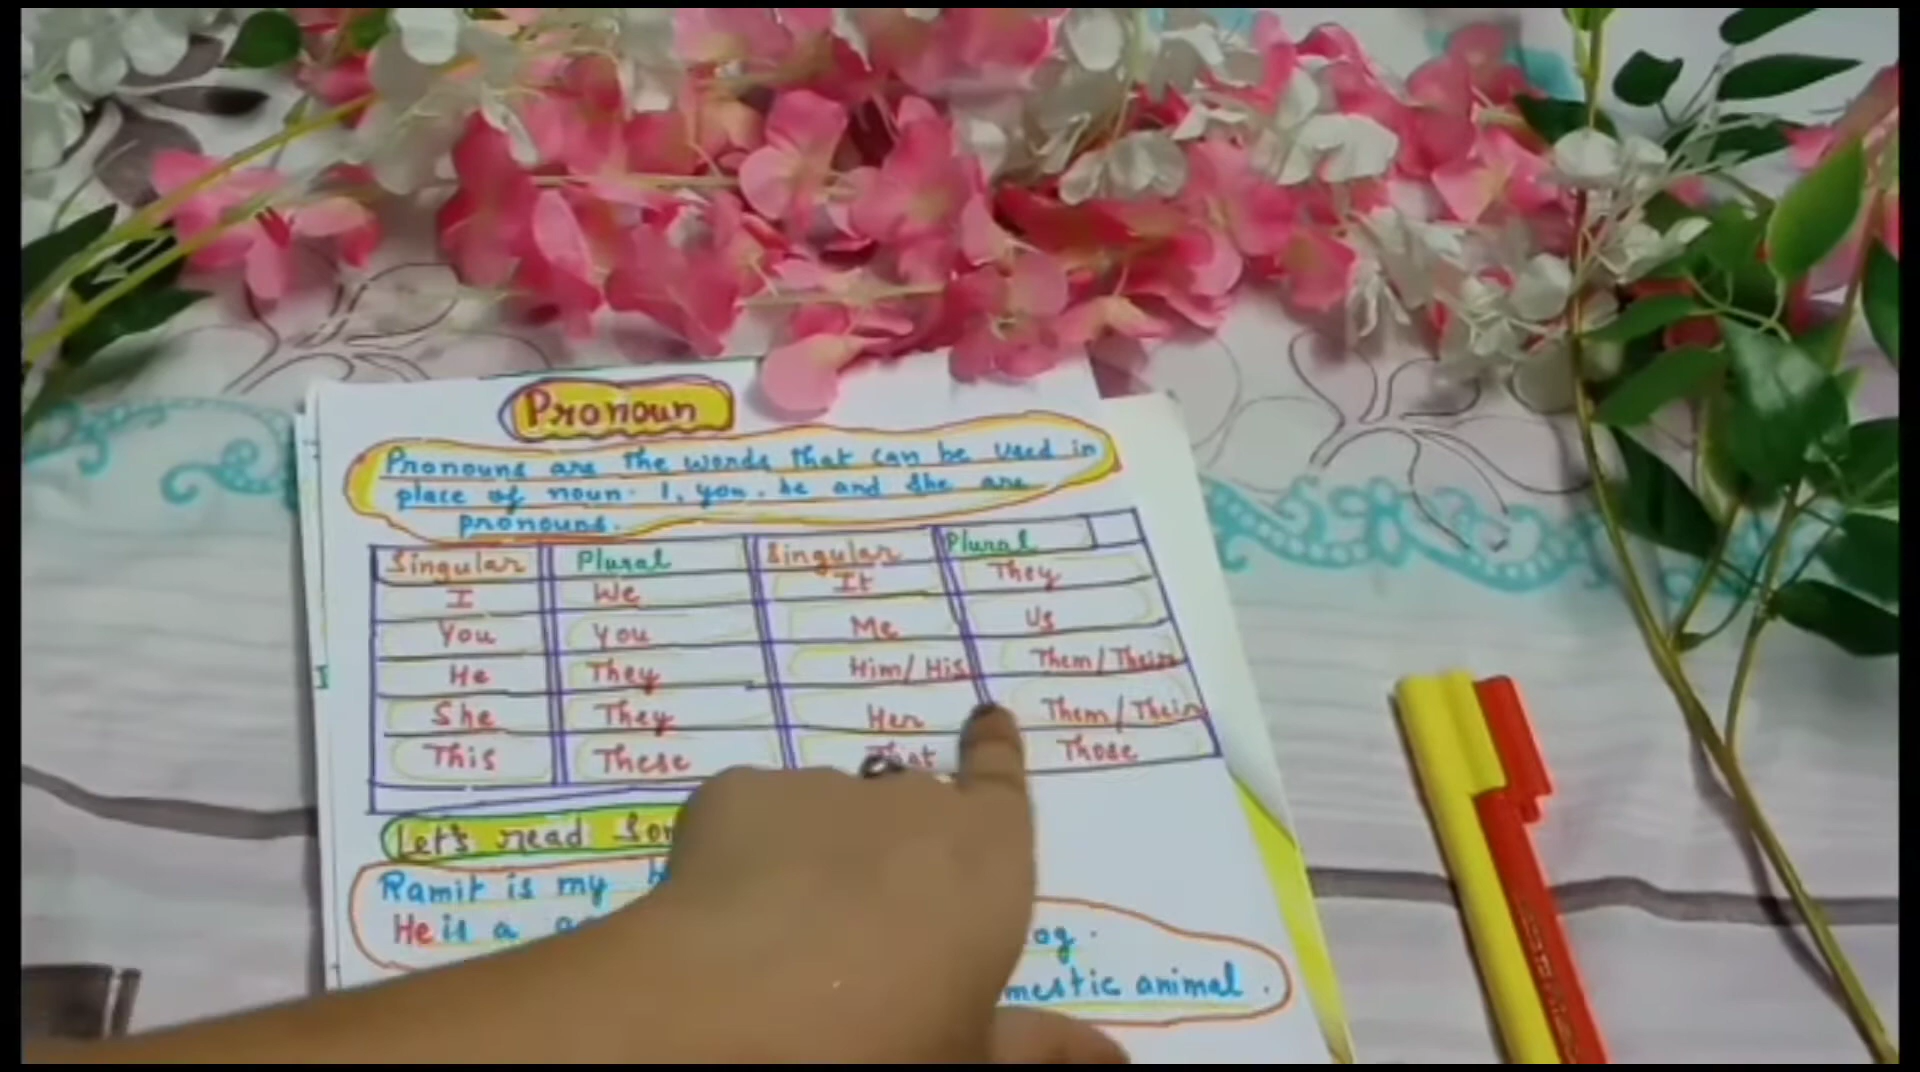 Pronoun
Pronouns are the words that can be used in
place of noun. I, you, he and She are
pronouns.
Singular Plural Singular Plural
I We It They
You You Me Us
He They Him/His Them/Their
She They Her Them/Their
This These That Those
Let's read
Ramit is my
He is a
mestic animal.